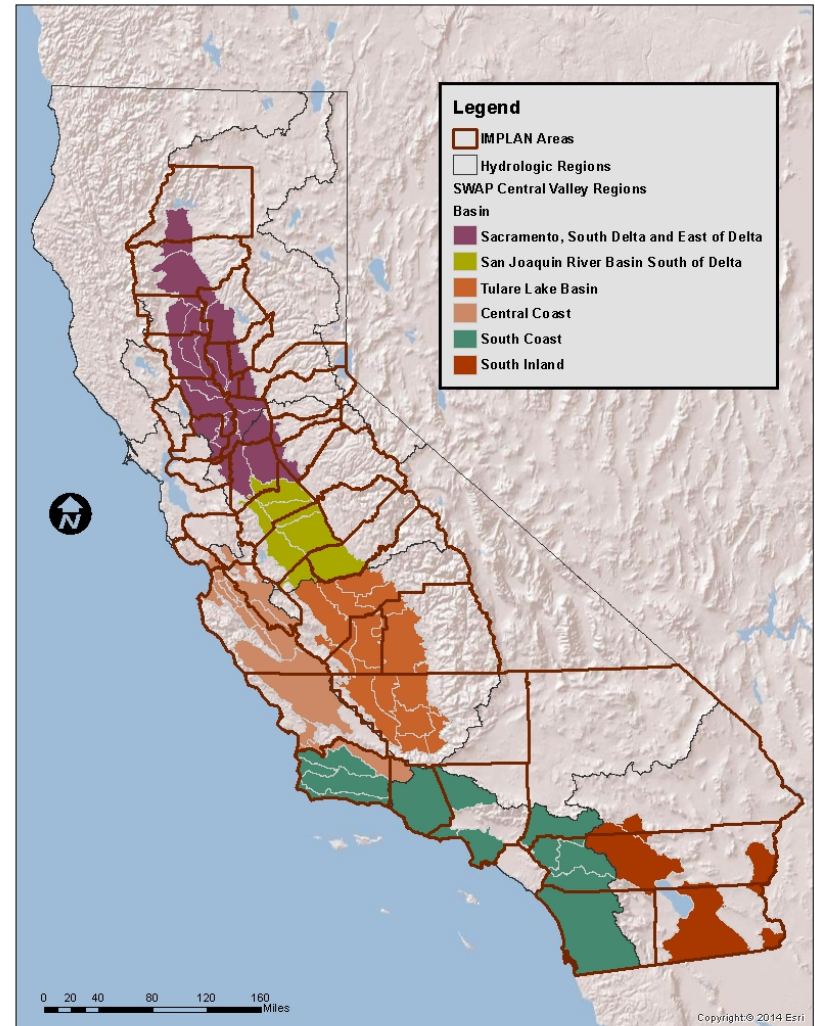 Legend
IMPLAN Areas
Hydrologic Regions
SWAP Central Valley Regions
Basin
Sacramento, South Delta and East of Delta
San Joaquin River Basin South of Delta
Tulare Lake Basin
Central Coast
South Coast
South Inland
N
0 20 40 80 120 160
Miles
Copyright:© 2014 Esri